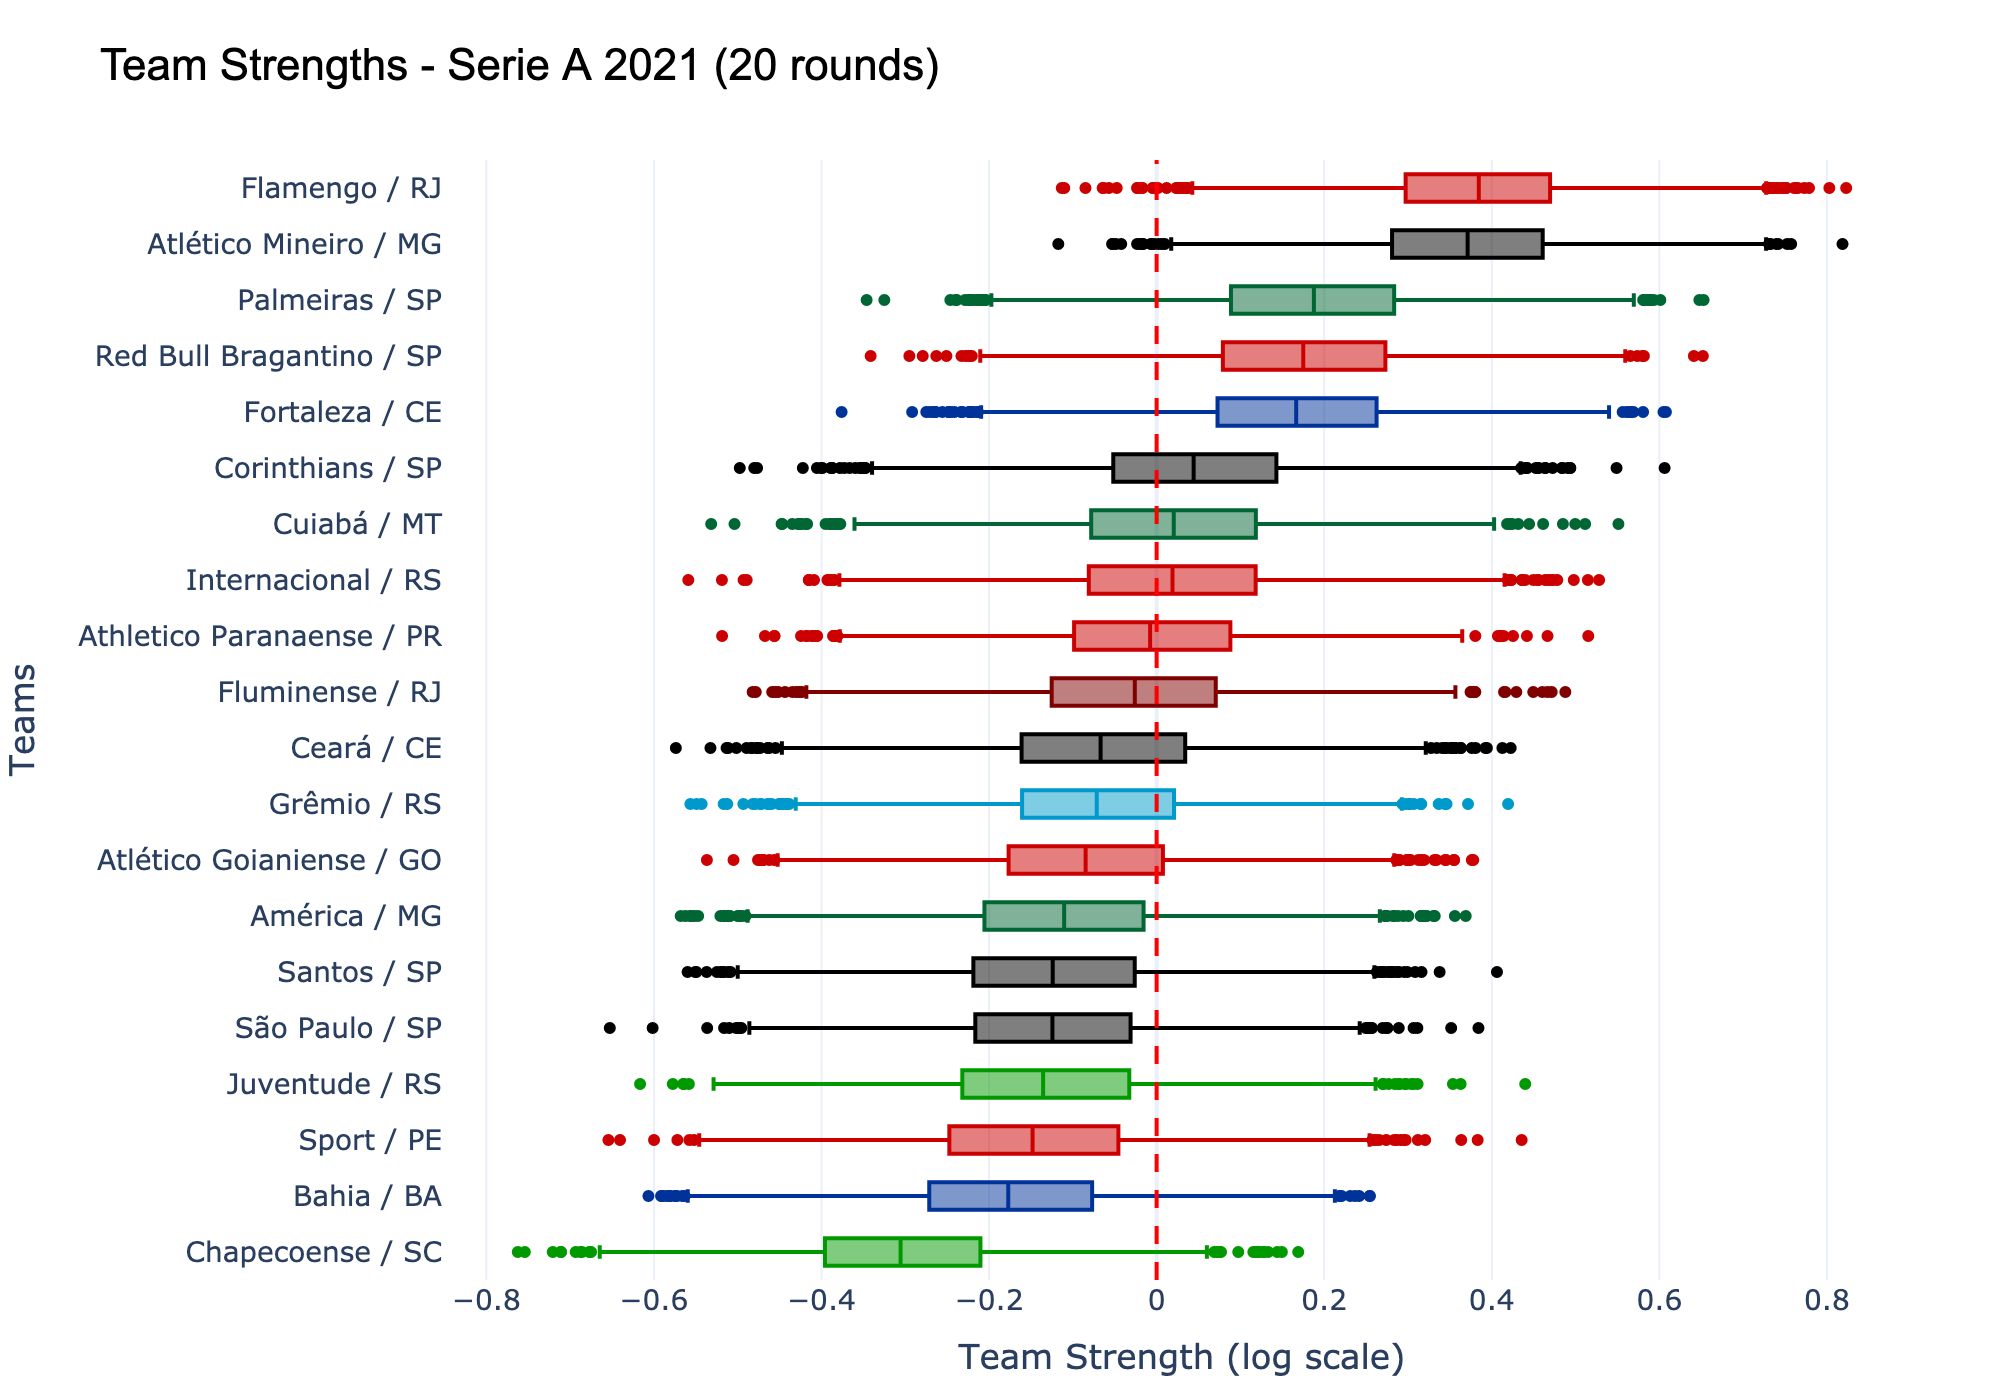 Team Strengths - Serie A 2021 (20 rounds)
Flamengo / RJ
Atlético Mineiro / MG
Palmeiras / SP
Red Bull Bragantino / SP
Fortaleza / CE
Corinthians / SP
Cuiabá / MT
Internacional / RS
Athletico Paranaense / PR
Fluminense / RJ
Ceará / CE
Grêmio / RS
Atlético Goianiense / GO
América / MG
Santos / SP
São Paulo / SP
Juventude / RS
Sport / PE
Bahia / BA
Chapecoense / SC
Teams
−0.8 −0.6 −0.4 −0.2 0 0.2 0.4 0.6 0.8
Team Strength (log scale)